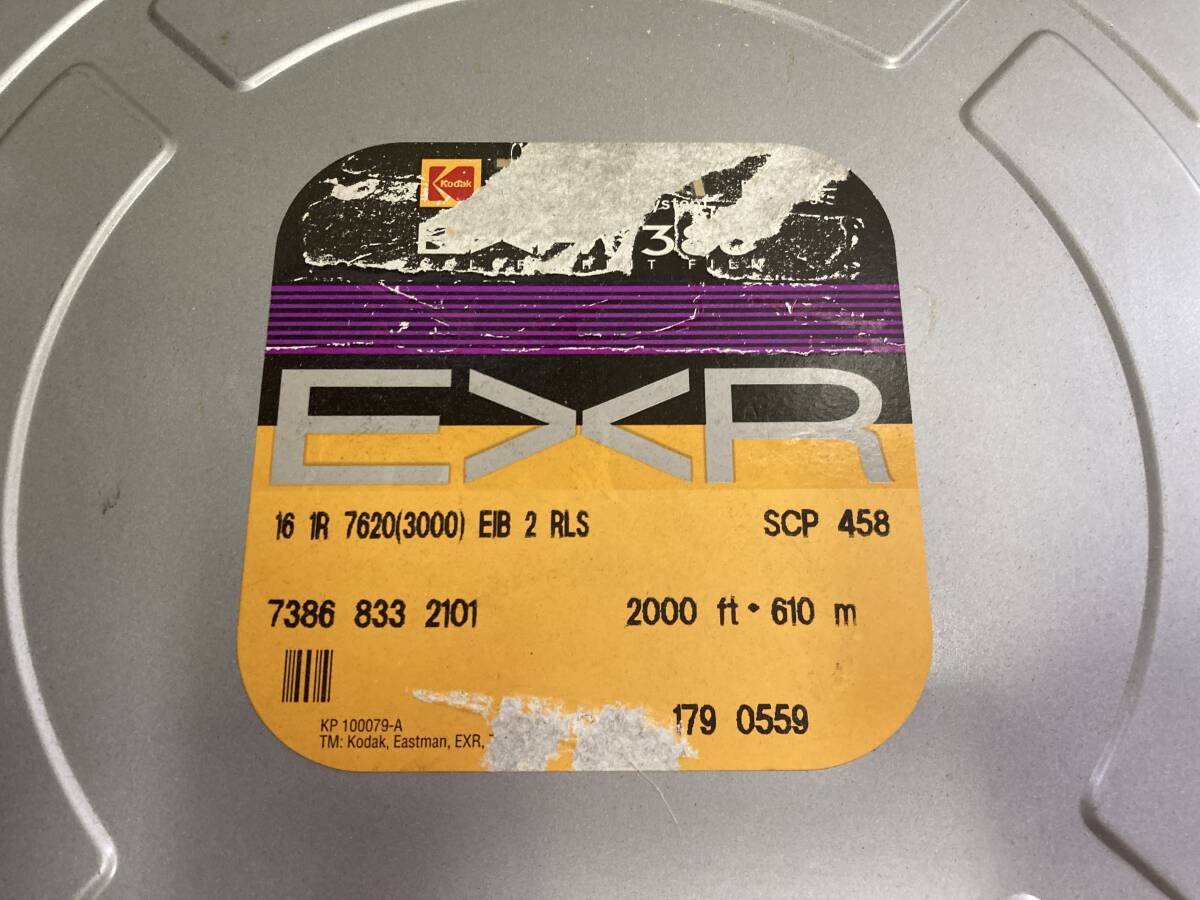 Kodak
EXR
16 1R 7620(3000) EIB 2 RLS
SCP 458
7386 833 2101
2000 ft • 610 m
179 0559
KP 100079-A
TM: Kodak, Eastman, EXR,